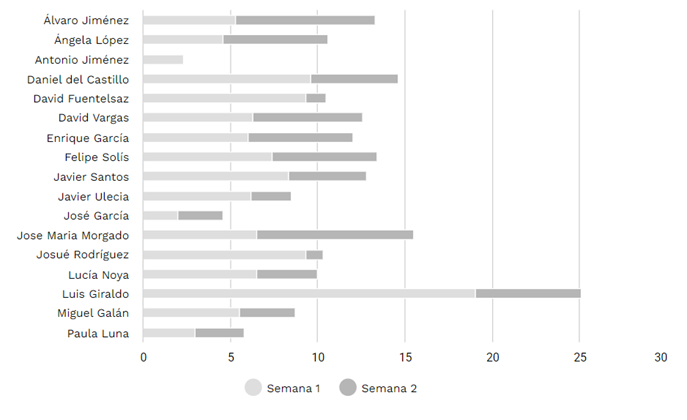 Álvaro Jiménez
Ángela López
Antonio Jiménez
Daniel del Castillo
David Fuentelsaz
David Vargas
Enrique García
Felipe Solís
Javier Santos
Javier Ulecia
José García
Jose María Morgado
Josué Rodríguez
Lucía Noya
Luis Giraldo
Miguel Galán
Paula Luna
0 5 10 15 20 25 30
Semana 1 Semana 2